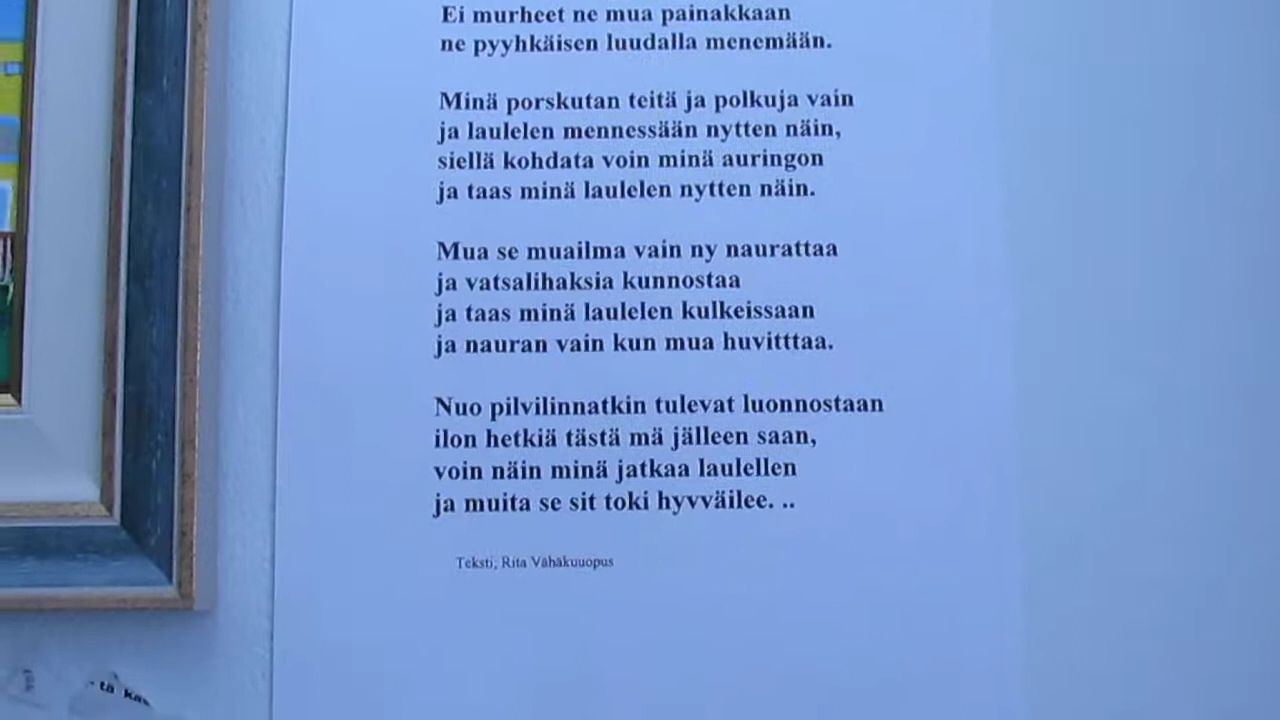 Ei murheet ne mua painakkaan
ne pyyhkäisen luudalla menemään.
Minä porskutan teitä ja polkuja vain
ja laulelen mennessään nytten näin,
siellä kohdata voin minä auringon
ja taas minä laulelen nytten näin.
Mua se muailma vain ny naurattaa
ja vatsalihaksia kunnostaa
ja taas minä laulelen kulkeissaan
ja nauran vain kun mua huvitttaa.
Nuo pilvilinnatkin tulevat luonnostaan
ilon hetkiä tästä mä jälleen saan,
voin näin minä jatkaa laulellen
ja muita se sit toki hyvväilee. ..
Teksti, Rita Vähäkuuopus
- tä